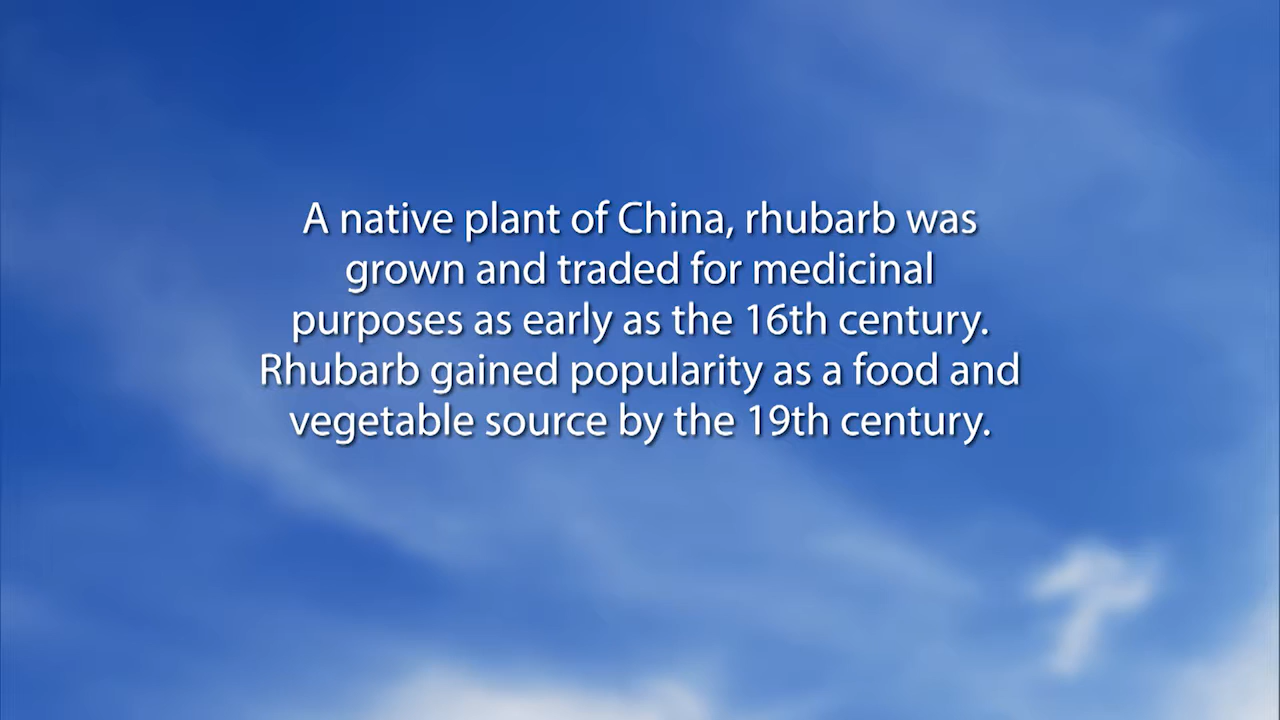 A native plant of China, rhubarb was
grown and traded for medicinal
purposes as early as the 16th century.
Rhubarb gained popularity as a food and
vegetable source by the 19th century.